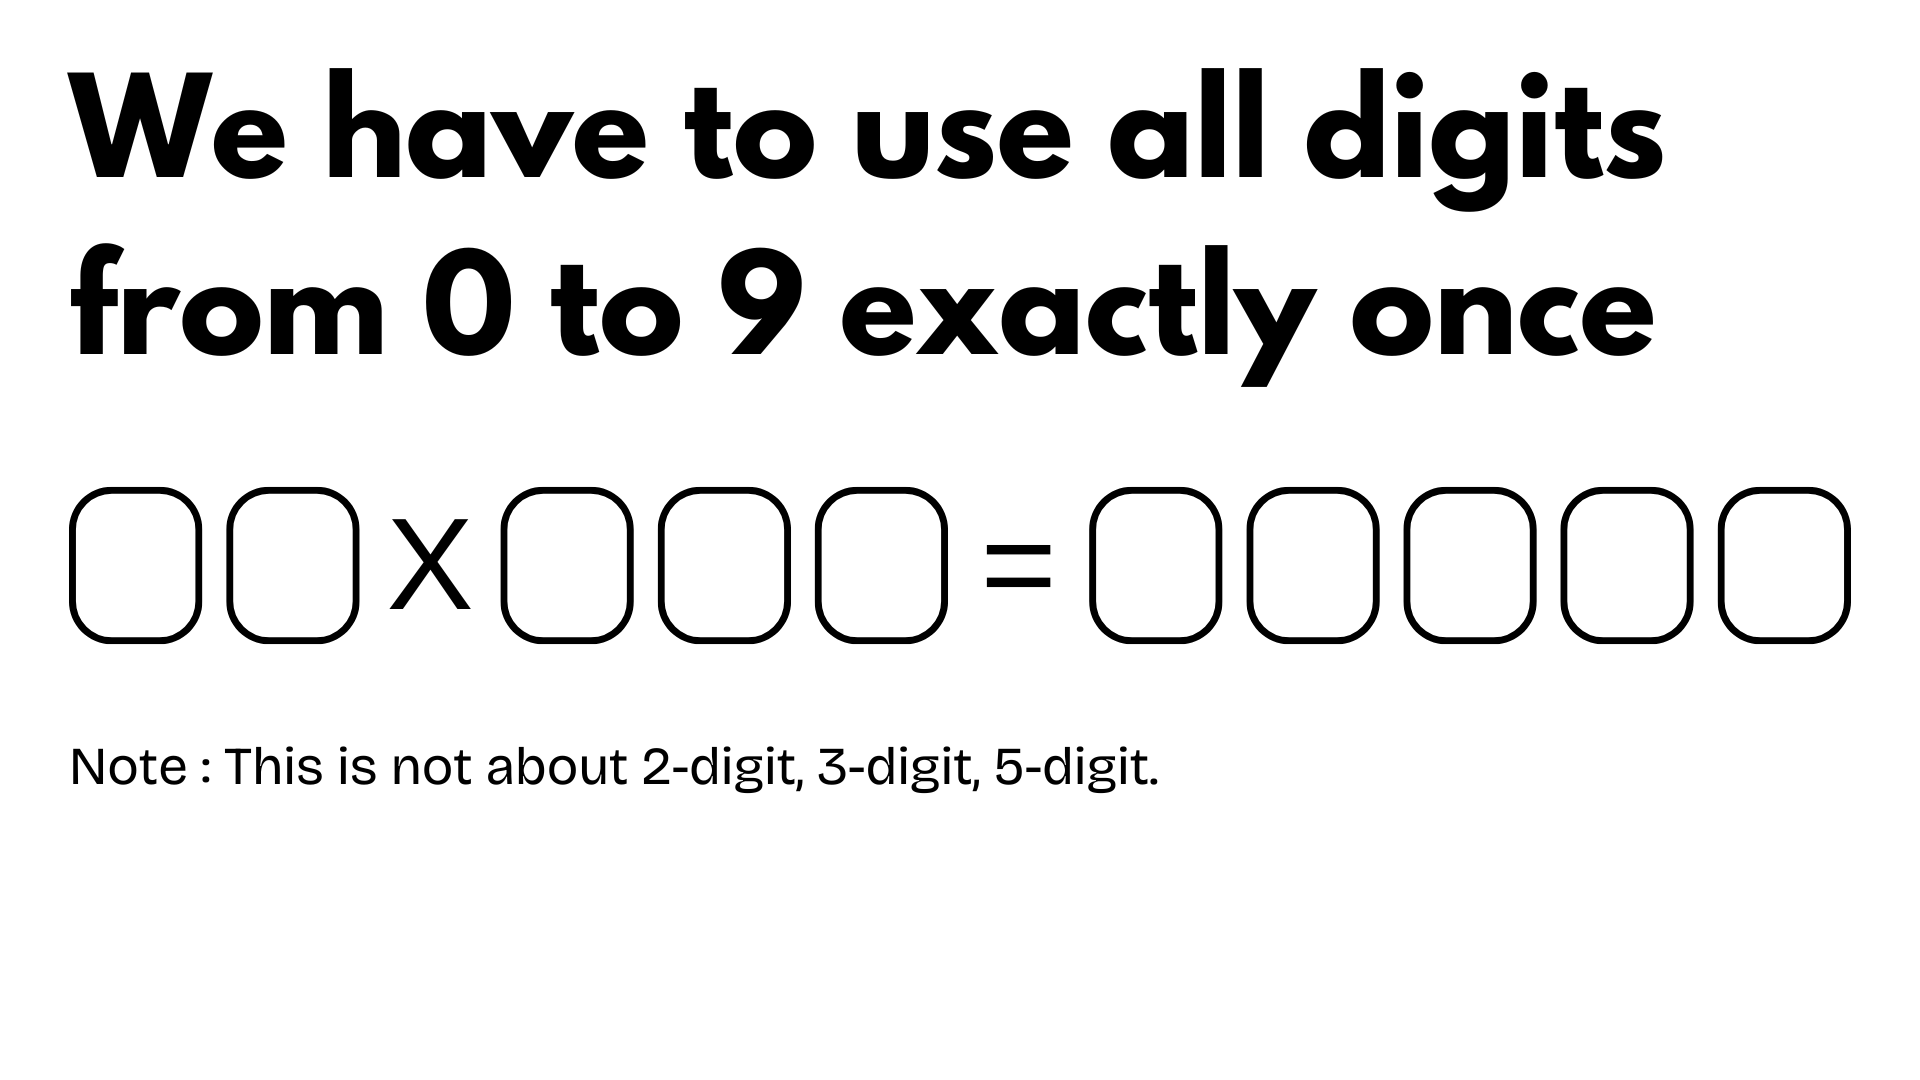 We have to use all digits
from 0 to 9 exactly once
X =
Note : This is not about 2-digit, 3-digit, 5-digit.